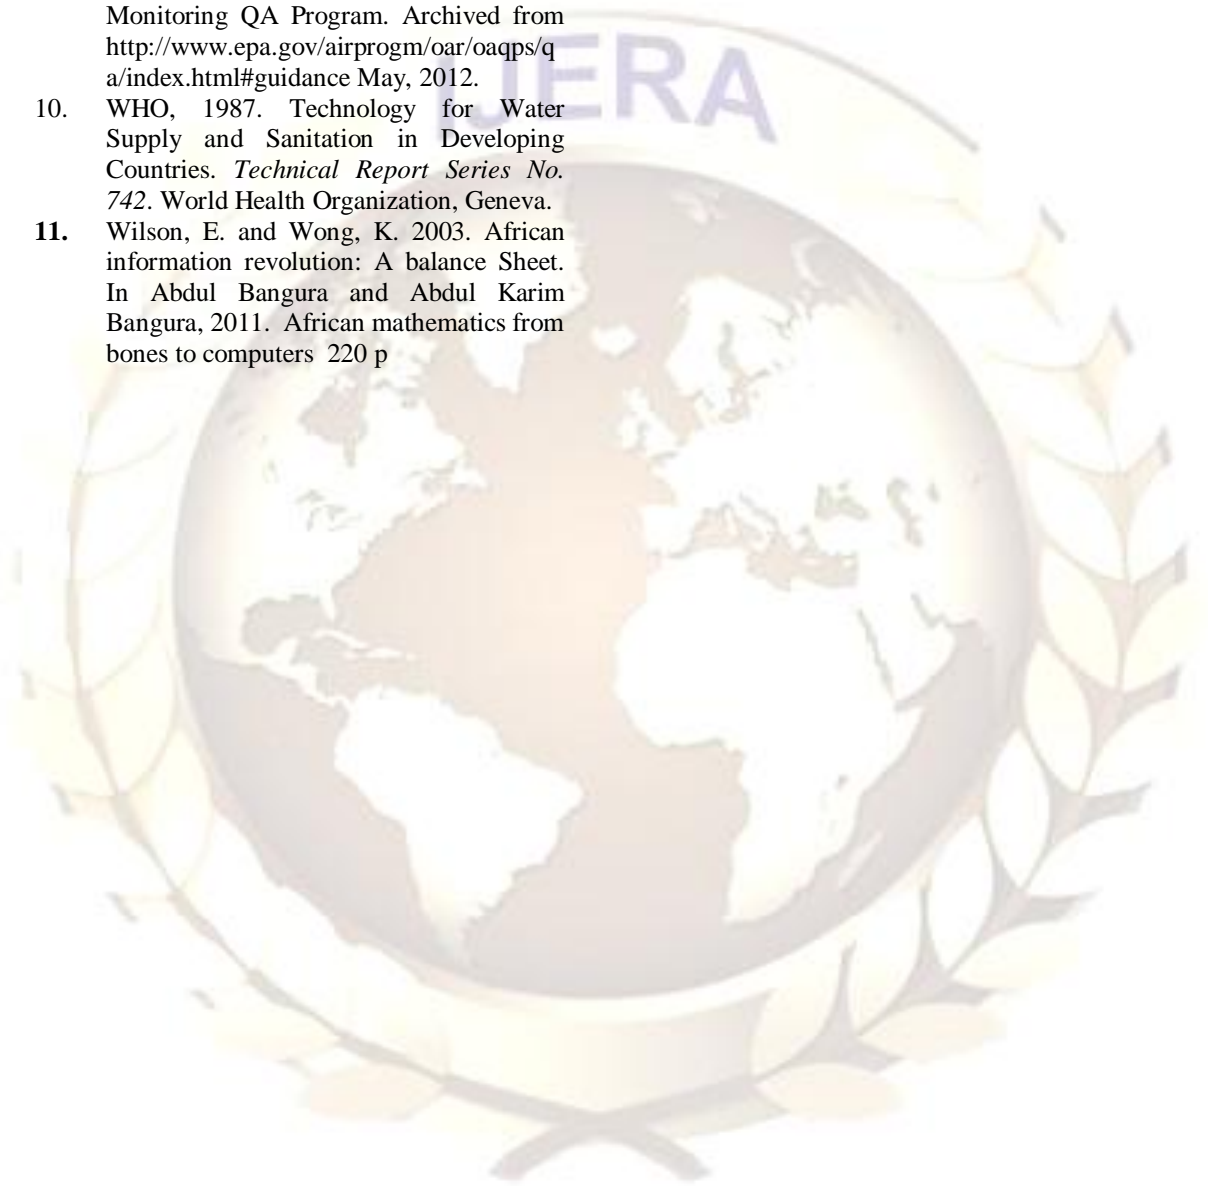 IJERA
Monitoring QA Program. Archived from
http://www.epa.gov/airprogm/oar/oaqps/q
a/index.html#guidance May, 2012.
10. WHO, 1987. Technology for Water
Supply and Sanitation in Developing
Countries. Technical Report Series No.
742. World Health Organization, Geneva.
11. Wilson, E. and Wong, K. 2003. African
information revolution: A balance Sheet.
In Abdul Bangura and Abdul Karim
Bangura, 2011. African mathematics from
bones to computers 220 p